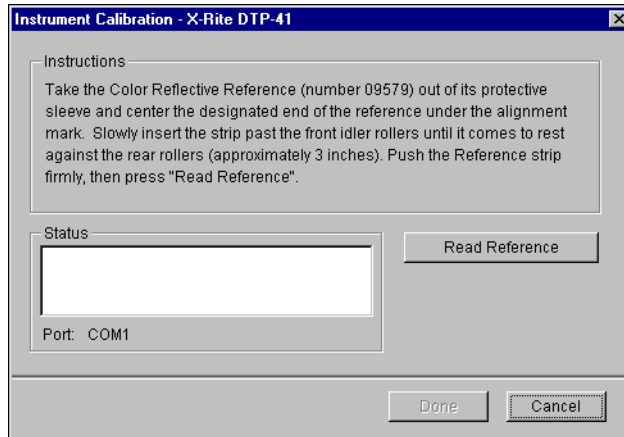 Instrument Calibration - X-Rite DTP-41
Instructions
Take the Color Reflective Reference (number 09579) out of its protective
sleeve and center the designated end of the reference under the alignment
mark. Slowly insert the strip past the front idler rollers until it comes to rest
against the rear rollers (approximately 3 inches). Push the Reference strip
firmly, then press "Read Reference".
Status
Read Reference
Port: COM1
Done
Cancel